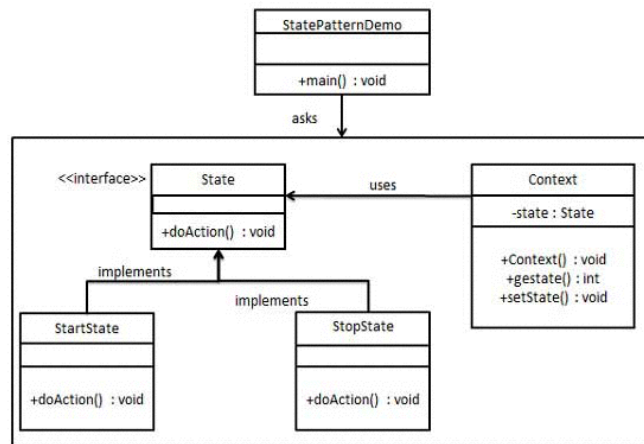 StatePatternDemo
+main() : void
asks
<<interface>>
State
+doAction() : void
uses
Context
-state : State
+Context() : void
+gestate() : int
+setState() : void
implements
implements
StartState
+doAction() : void
StopState
+doAction() : void